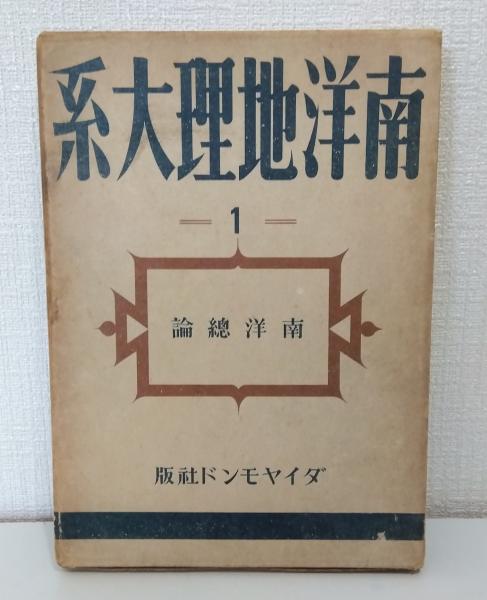 南洋地理大系
1
南洋總論
ダイヤモンド社版